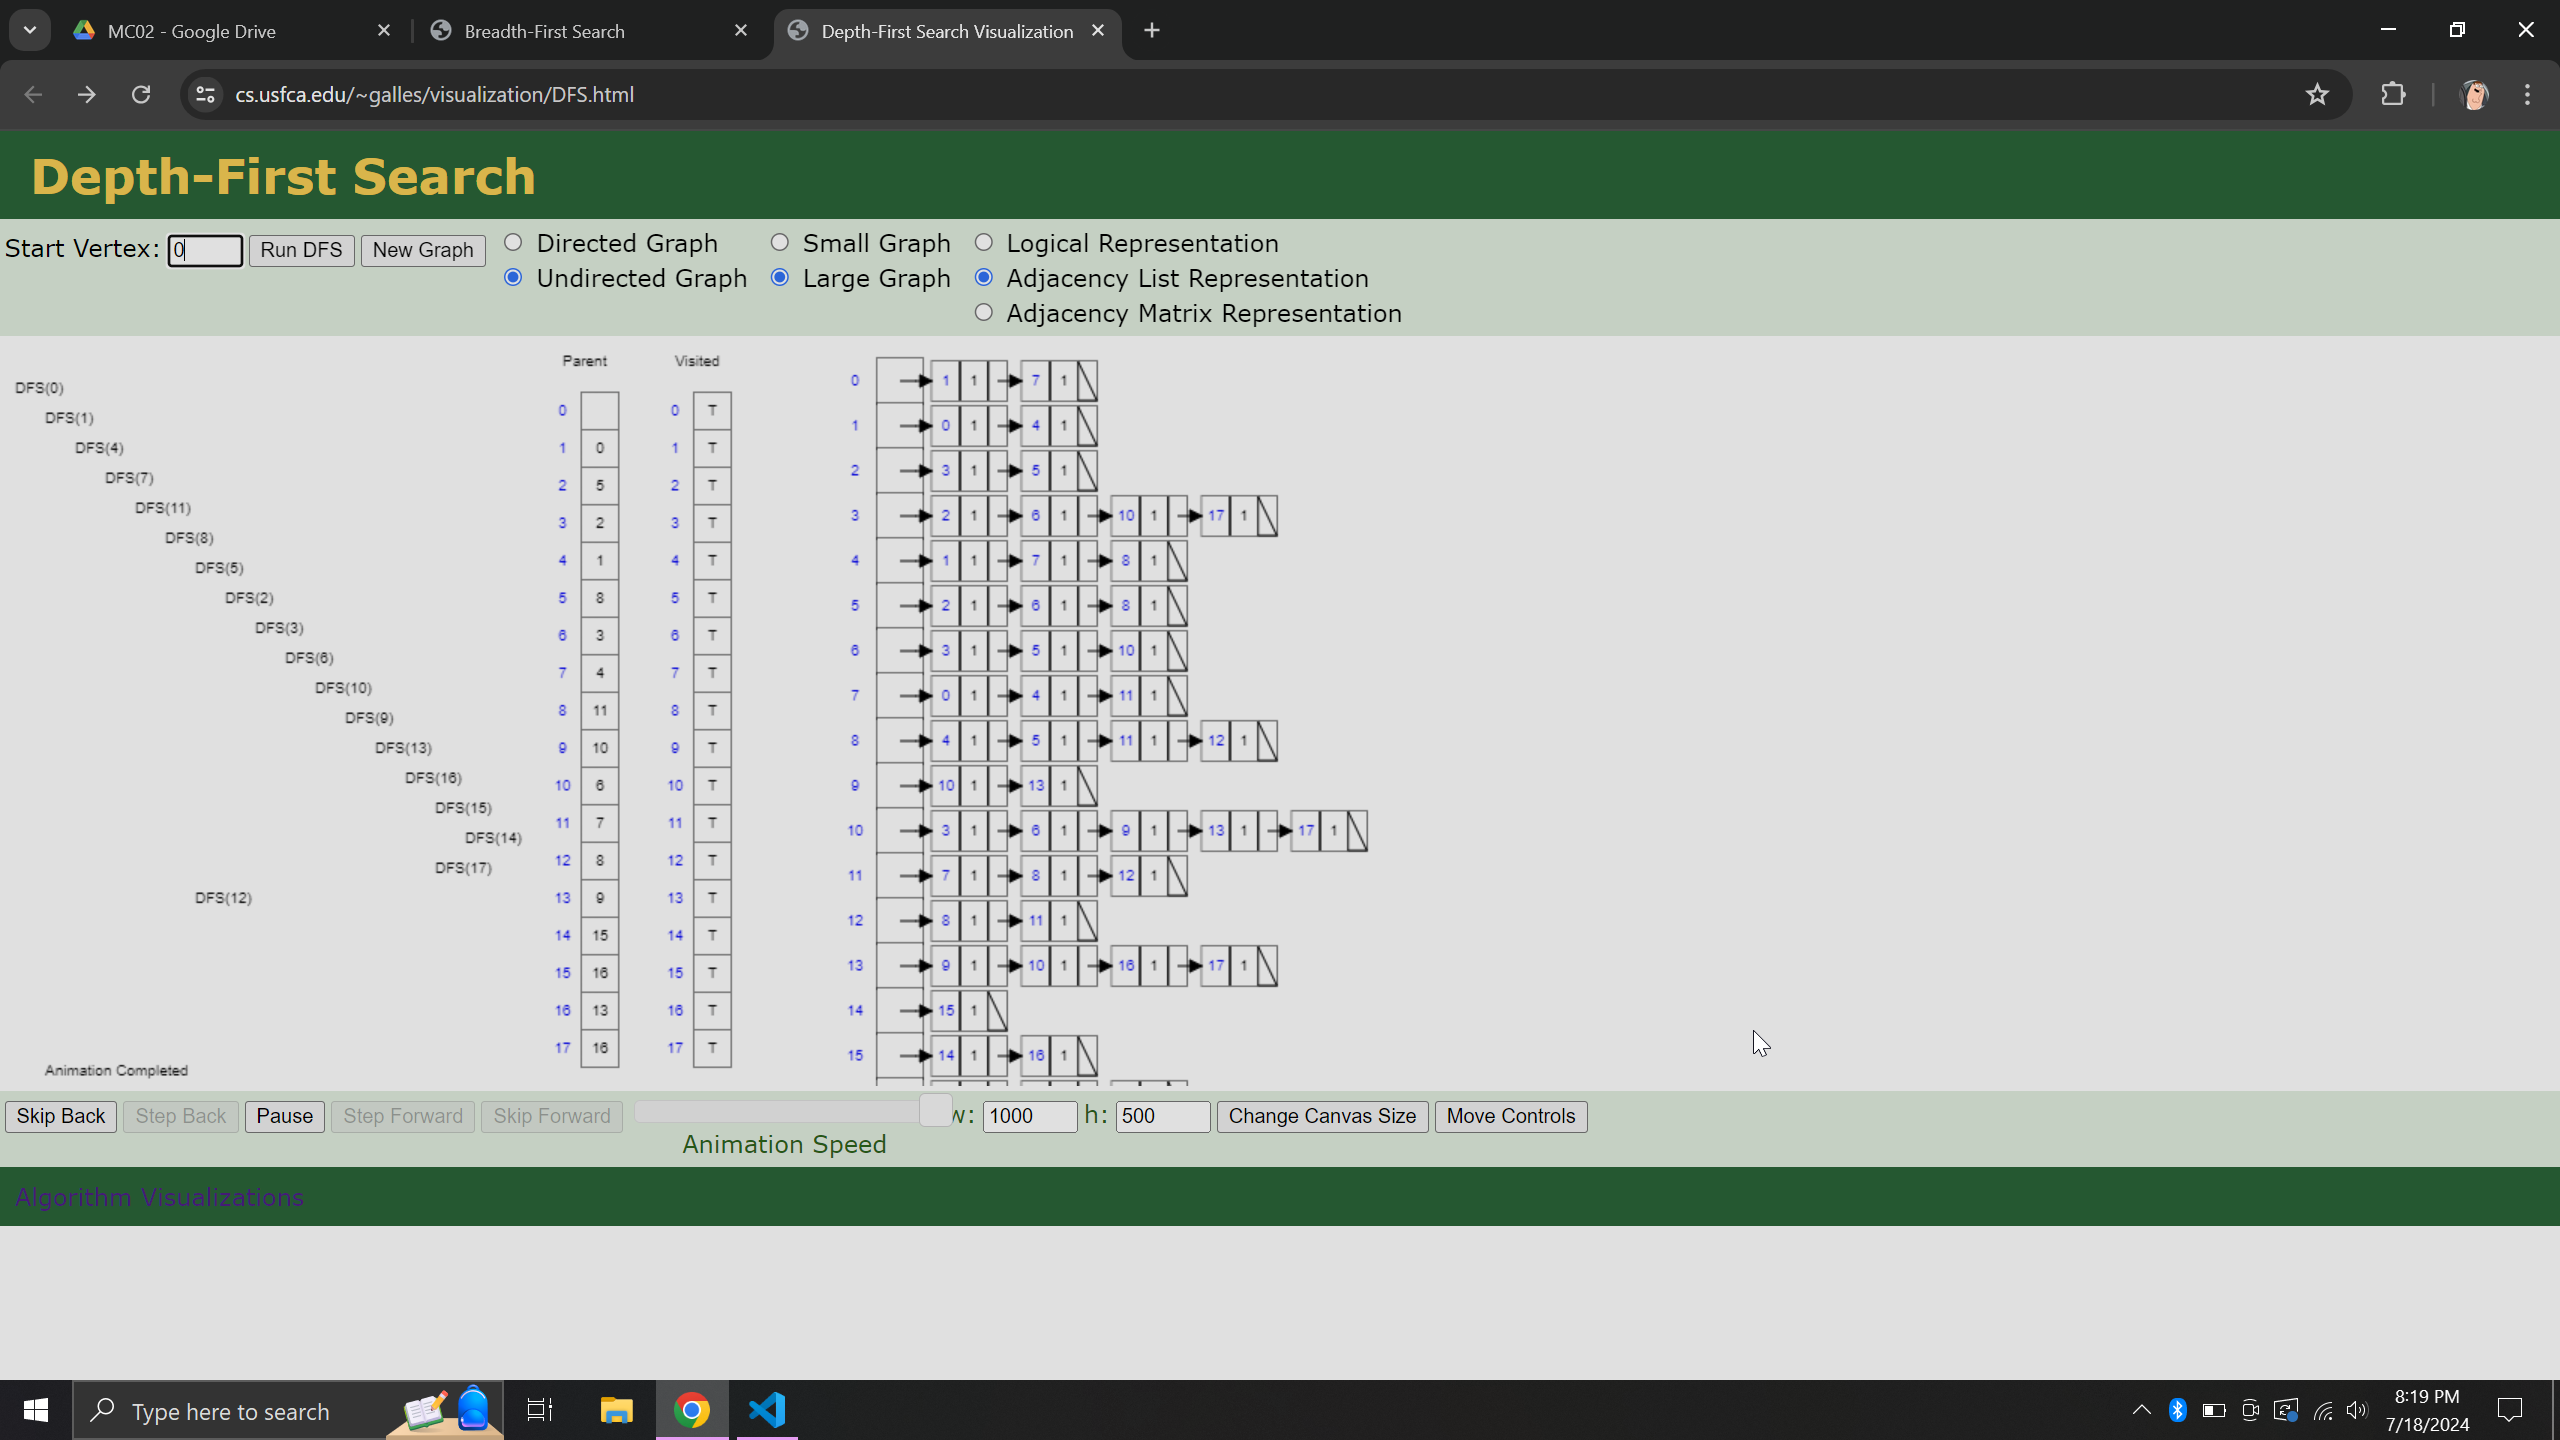 MC02 - Google Drive
Breadth-First Search
Depth-First Search Visualization
cs.usfca.edu/~galles/visualization/DFS.html
Depth-First Search
Start Vertex: 0 Run DFS New Graph
Directed Graph Small Graph Logical Representation
Undirected Graph Large Graph Adjacency List Representation
Adjacency Matrix Representation
Parent Visited
DFS(0)
DFS(1)
DFS(4)
DFS(7)
DFS(11)
DFS(8)
DFS(5)
DFS(2)
DFS(3)
DFS(6)
DFS(10)
DFS(9)
DFS(13)
DFS(16)
DFS(15)
DFS(14)
DFS(17)
DFS(12)
Animation Completed
0 0 T
1 0 1 T
2 5 2 T
3 2 3 T
4 1 4 T
5 8 5 T
6 3 6 T
7 4 7 T
8 11 8 T
9 10 9 T
10 6 10 T
11 7 11 T
12 8 12 T
13 9 13 T
14 15 14 T
15 16 15 T
16 13 16 T
17 16 17 T
0 1 1 7 1
1 0 1 4 1
2 3 1 5 1
3 2 1 6 1 10 1 17 1
4 1 1 7 1 8 1
5 2 1 6 1 8 1
6 3 1 5 1 10 1
7 0 1 4 1 11 1
8 4 1 5 1 11 1 12 1
9 10 1 13 1
10 3 1 6 1 9 1 13 1 17 1
11 7 1 8 1 12 1
12 8 1 11 1
13 9 1 10 1 16 1 17 1
14 15 1
15 14 1 16 1
Skip Back Step Back Pause Step Forward Skip Forward w: 1000 h: 500 Change Canvas Size Move Controls
Animation Speed
Algorithm Visualizations
Type here to search
8:19 PM
7/18/2024